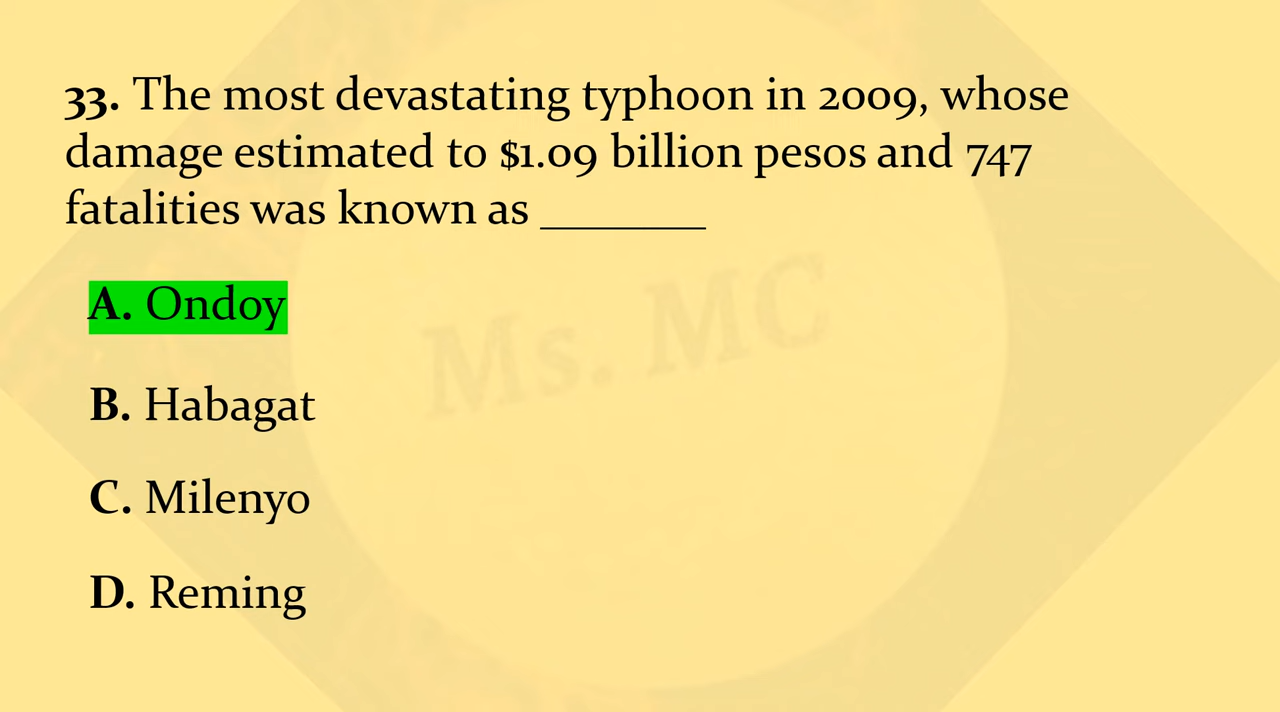 33. The most devastating typhoon in 2009, whose
damage estimated to $1.09 billion pesos and 747
fatalities was known as ________
A. Ondoy
Ms. MC
B. Habagat
C. Milenyo
D. Reming